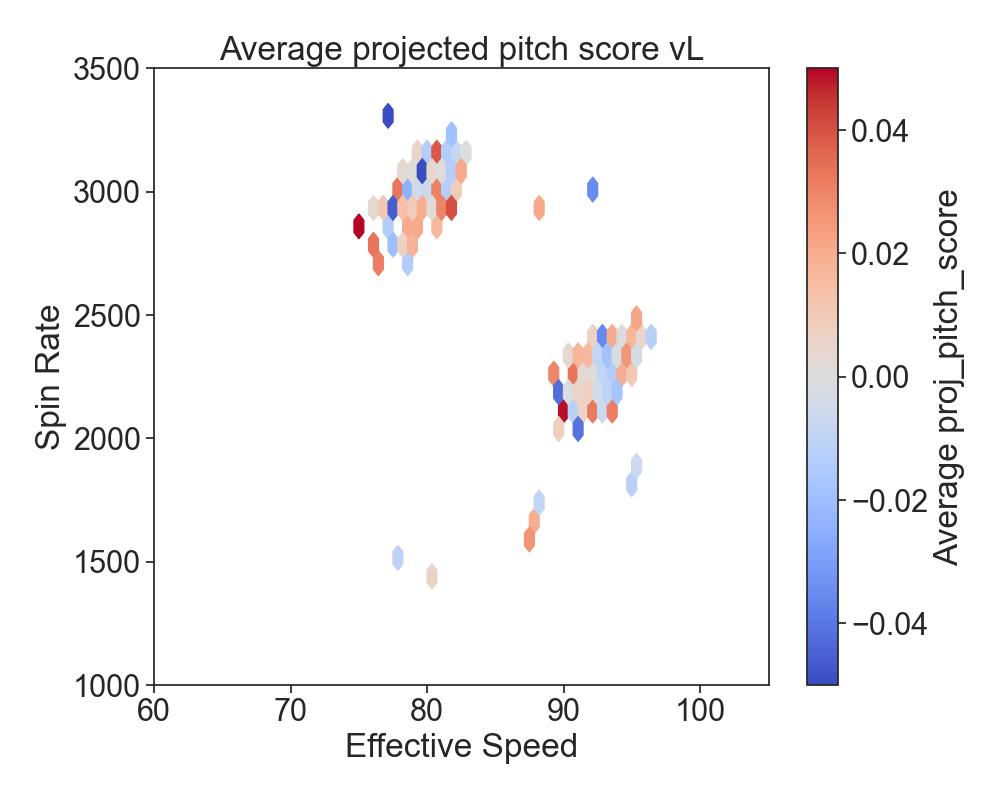 Average projected pitch score vL
3500
3000
2500
2000
1500
1000
Spin Rate
60 70 80 90 100
Effective Speed
0.04
0.02
0.00
−0.02
−0.04
Average proj_pitch_score